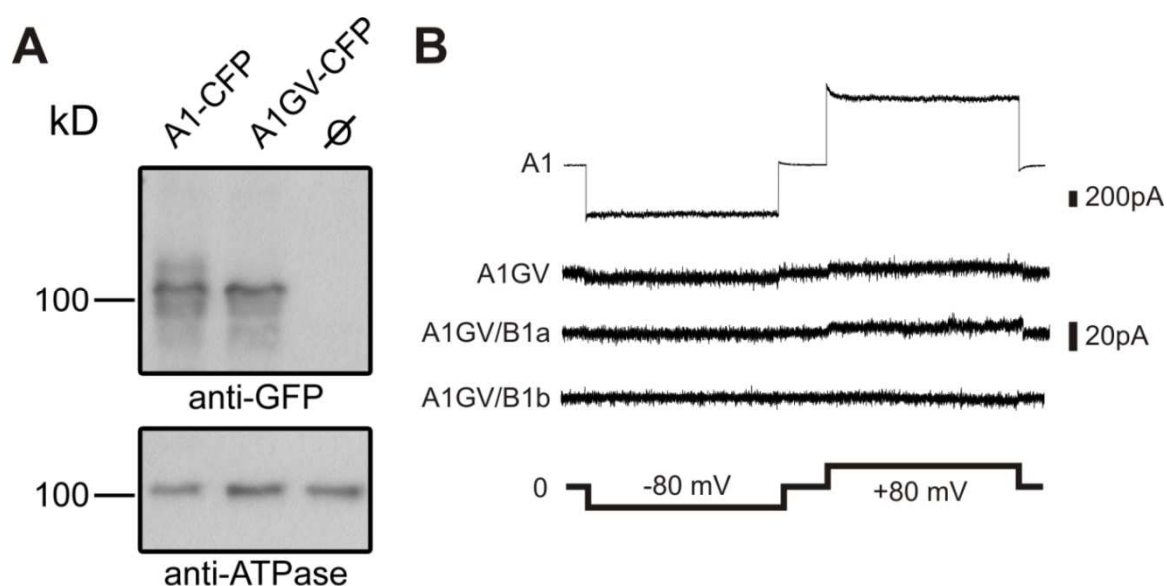 A
kD
A1-CFP
A1GV-CFP
Ø
100
anti-GFP
100
anti-ATPase
B
A1
200pA
A1GV
A1GV/B1a
20pA
A1GV/B1b
0
-80 mV
+80 mV